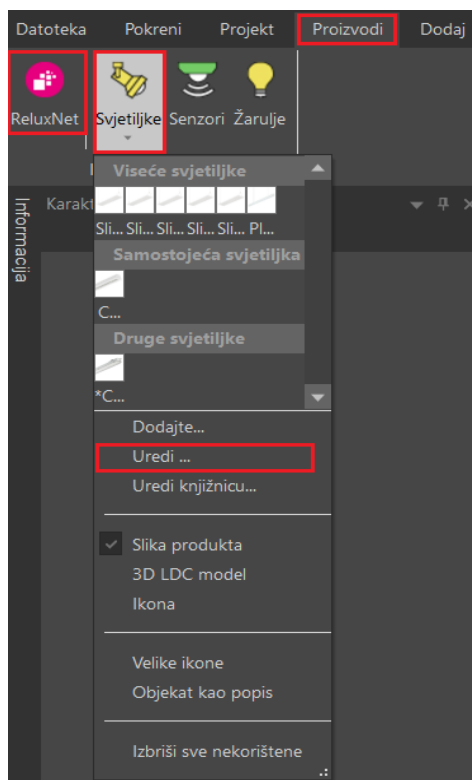 Datoteka Pokreni Projekt Proizvodi Dodaj
ReluxNet Svjetiljke Senzori Žarulje
Informacija
Karakt
Viseće svjetiljke
Sli... Sli... Sli... Sli... Sli... Pl...
Samostojeća svjetiljka
C...
Druge svjetiljke
*C...
Dodajte...
Uredi ...
Uredi knjižnicu...
Slika produkta
3D LDC model
Ikona
Velike ikone
Objekat kao popis
Izbriši sve nekorištene